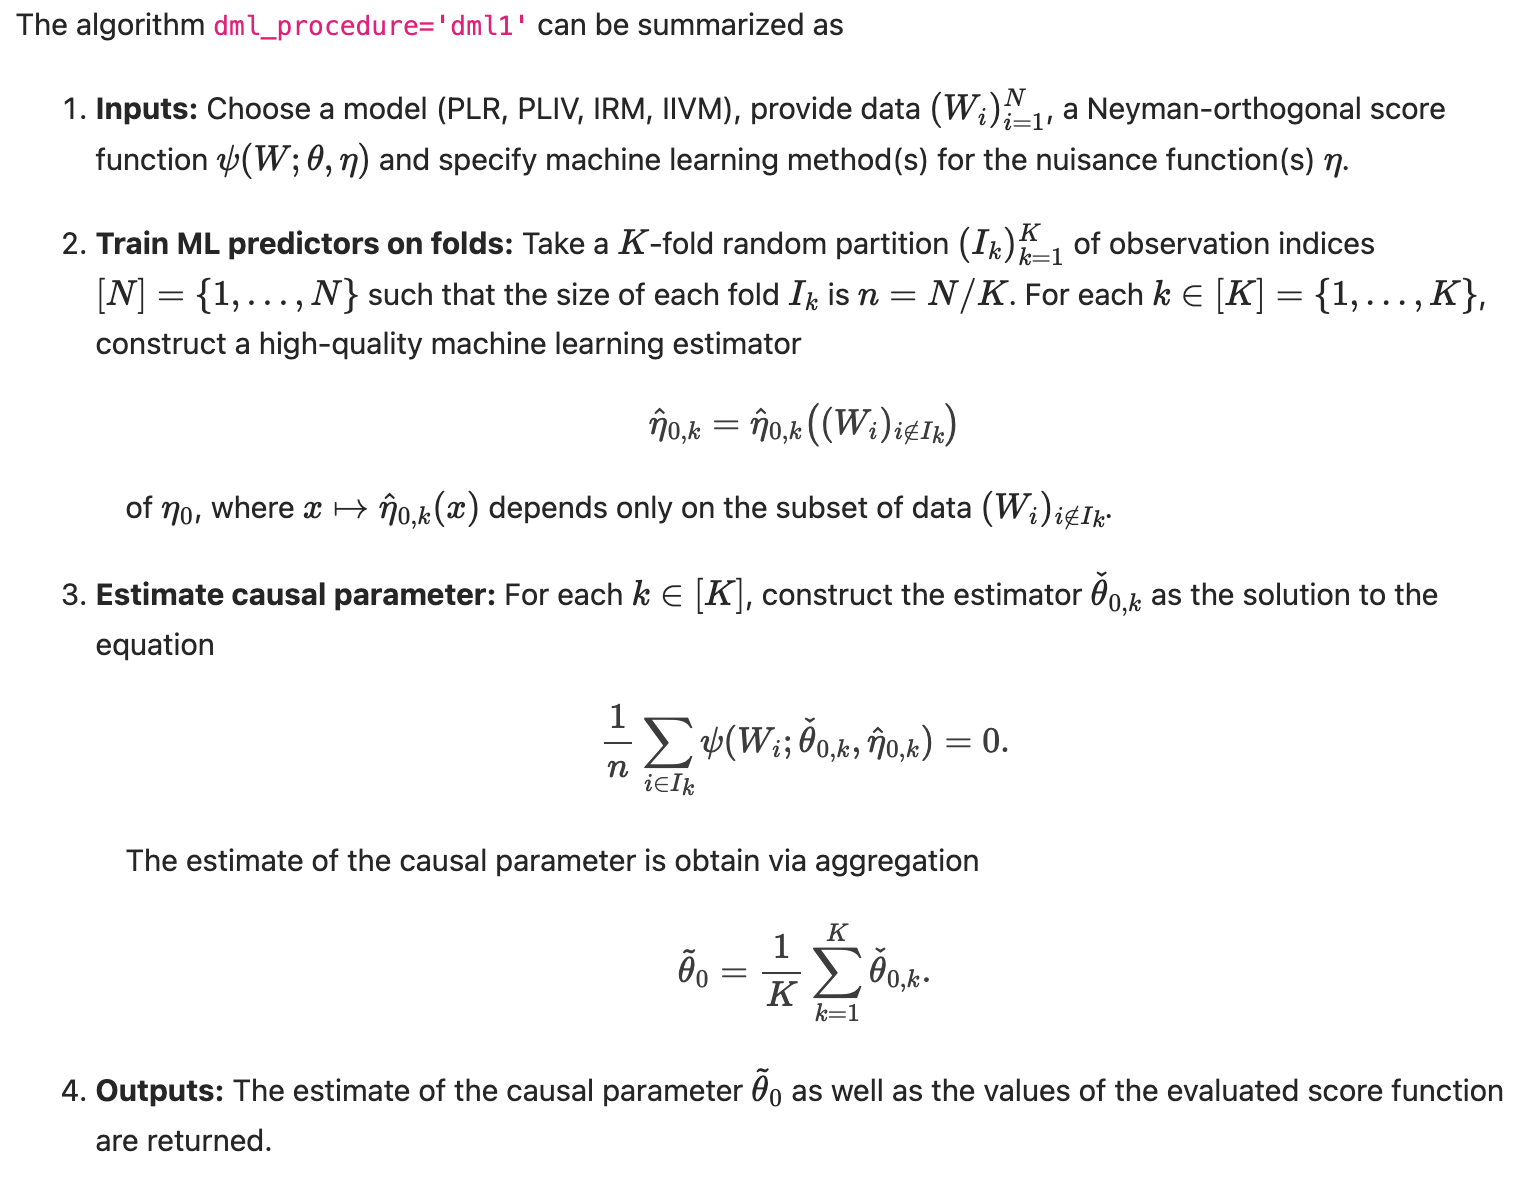 The algorithm dml_procedure='dml1' can be summarized as
1. Inputs: Choose a model (PLR, PLIV, IRM, IIVM), provide data $(W_i)_{i=1}^N$, a Neyman-orthogonal score
function $\psi(W; \theta, \eta)$ and specify machine learning method(s) for the nuisance function(s) $\eta$.
2. Train ML predictors on folds: Take a $K$-fold random partition $(I_k)_{k=1}^K$ of observation indices
$[N] = \{1, \ldots, N\}$ such that the size of each fold $I_k$ is $n = N/K$. For each $k \in [K] = \{1, \ldots, K\}$,
construct a high-quality machine learning estimator
$\hat{\eta}_{0,k} = \hat{\eta}_{0,k}\big((W_i)_{i \notin I_k}\big)$
of $\eta_0$, where $x \mapsto \hat{\eta}_{0,k}(x)$ depends only on the subset of data $(W_i)_{i \notin I_k}$.
3. Estimate causal parameter: For each $k \in [K]$, construct the estimator $\check{\theta}_{0,k}$ as the solution to the
equation
$\frac{1}{n} \sum_{i \in I_k} \psi(W_i; \check{\theta}_{0,k}, \hat{\eta}_{0,k}) = 0.$
The estimate of the causal parameter is obtain via aggregation
$\tilde{\theta}_0 = \frac{1}{K} \sum_{k=1}^K \check{\theta}_{0,k}.$
4. Outputs: The estimate of the causal parameter $\tilde{\theta}_0$ as well as the values of the evaluated score function
are returned.